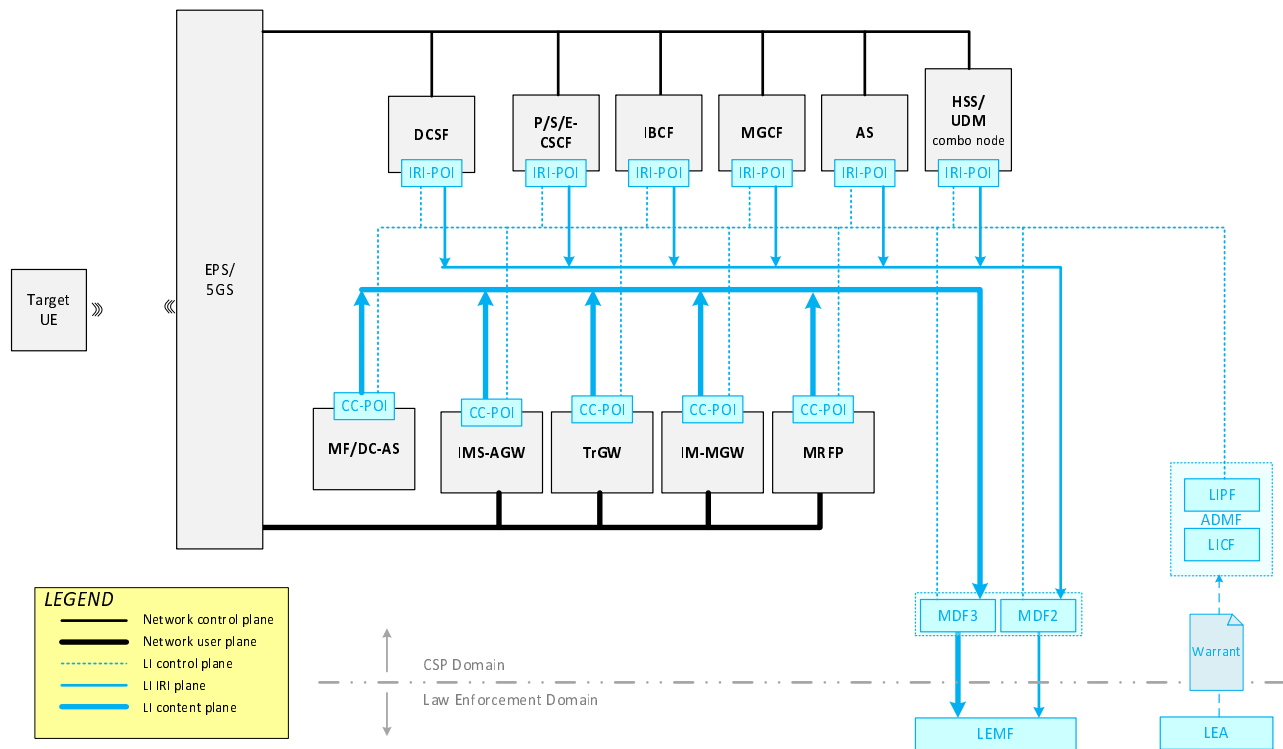 DCSF
IRI-POI
P/S/E-
CSCF
IRI-POI
IBCF
IRI-POI
MGCF
IRI-POI
AS
IRI-POI
HSS/
UDM
combo node
IRI-POI
Target
UE
EPS/
5GS
CC-POI
MF/DC-AS
CC-POI
IMS-AGW
CC-POI
TrGW
CC-POI
IM-MGW
CC-POI
MRFP
LIPF
ADMF
LICF
LEGEND
Network control plane
Network user plane
LI control plane
LI IRI plane
LI content plane
MDF3
MDF2
Warrant
CSP Domain
Law Enforcement Domain
LEMF
LEA